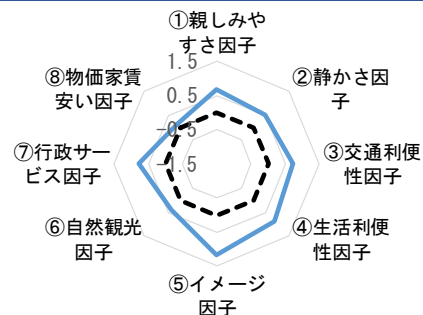 ①親しみや
すさ因子
②静かさ因
子
③交通利便
性因子
④生活利便
性因子
⑤イメージ
因子
⑥自然観光
因子
⑦行政サー
ビス因子
⑧物価家賃
安い因子
1.5
0.5
-0.5
-1.5